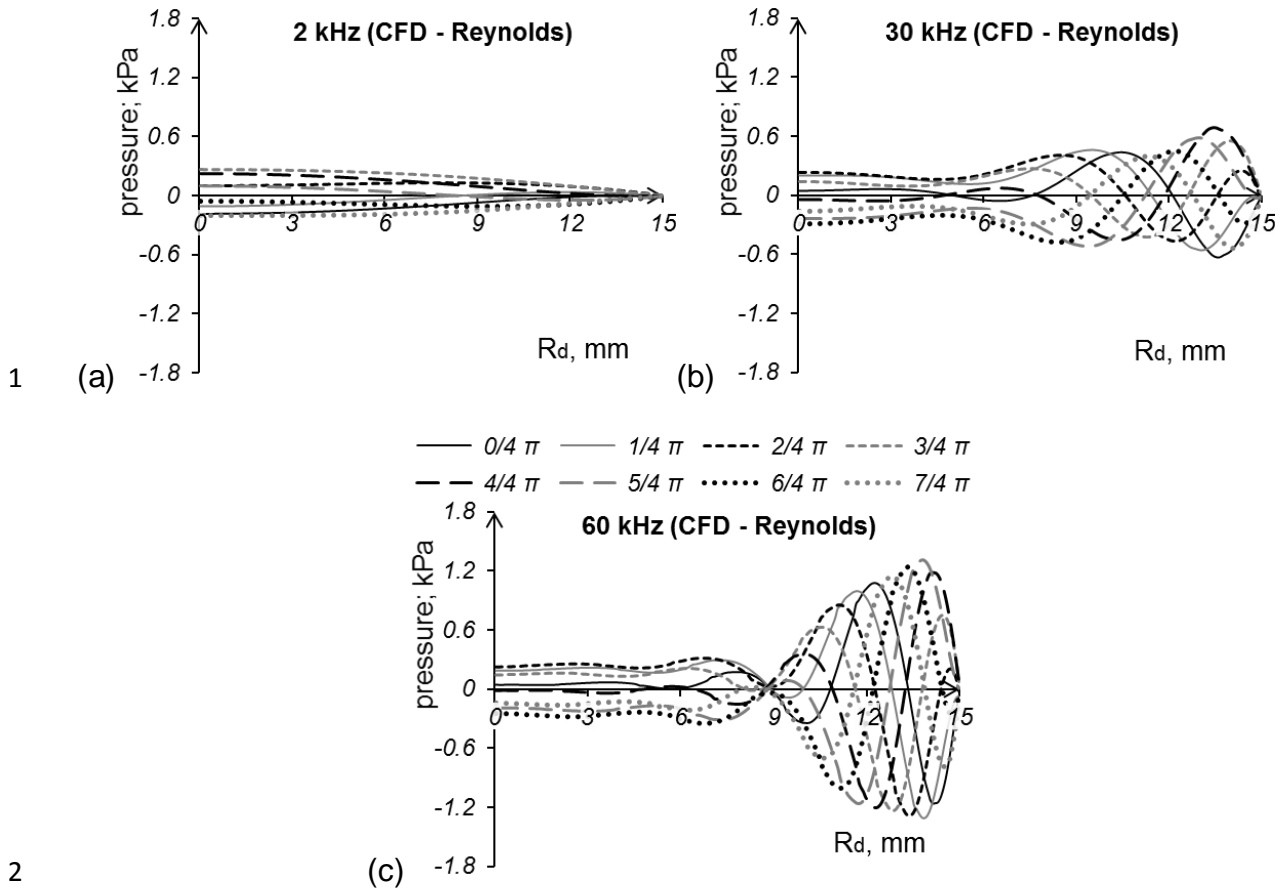 2 kHz (CFD - Reynolds)
pressure; kPa
1.8
1.2
0.6
0
-0.6
-1.2
-1.8
0 3 6 9 12 15
Rd, mm
1 (a)
30 kHz (CFD - Reynolds)
pressure; kPa
1.8
1.2
0.6
0
-0.6
-1.2
-1.8
0 3 6 9 12 15
Rd, mm
(b)
0/4 π 1/4 π 2/4 π 3/4 π
4/4 π 5/4 π 6/4 π 7/4 π
60 kHz (CFD - Reynolds)
pressure; kPa
1.8
1.2
0.6
0
-0.6
-1.2
-1.8
0 3 6 9 12 15
Rd, mm
2 (c)